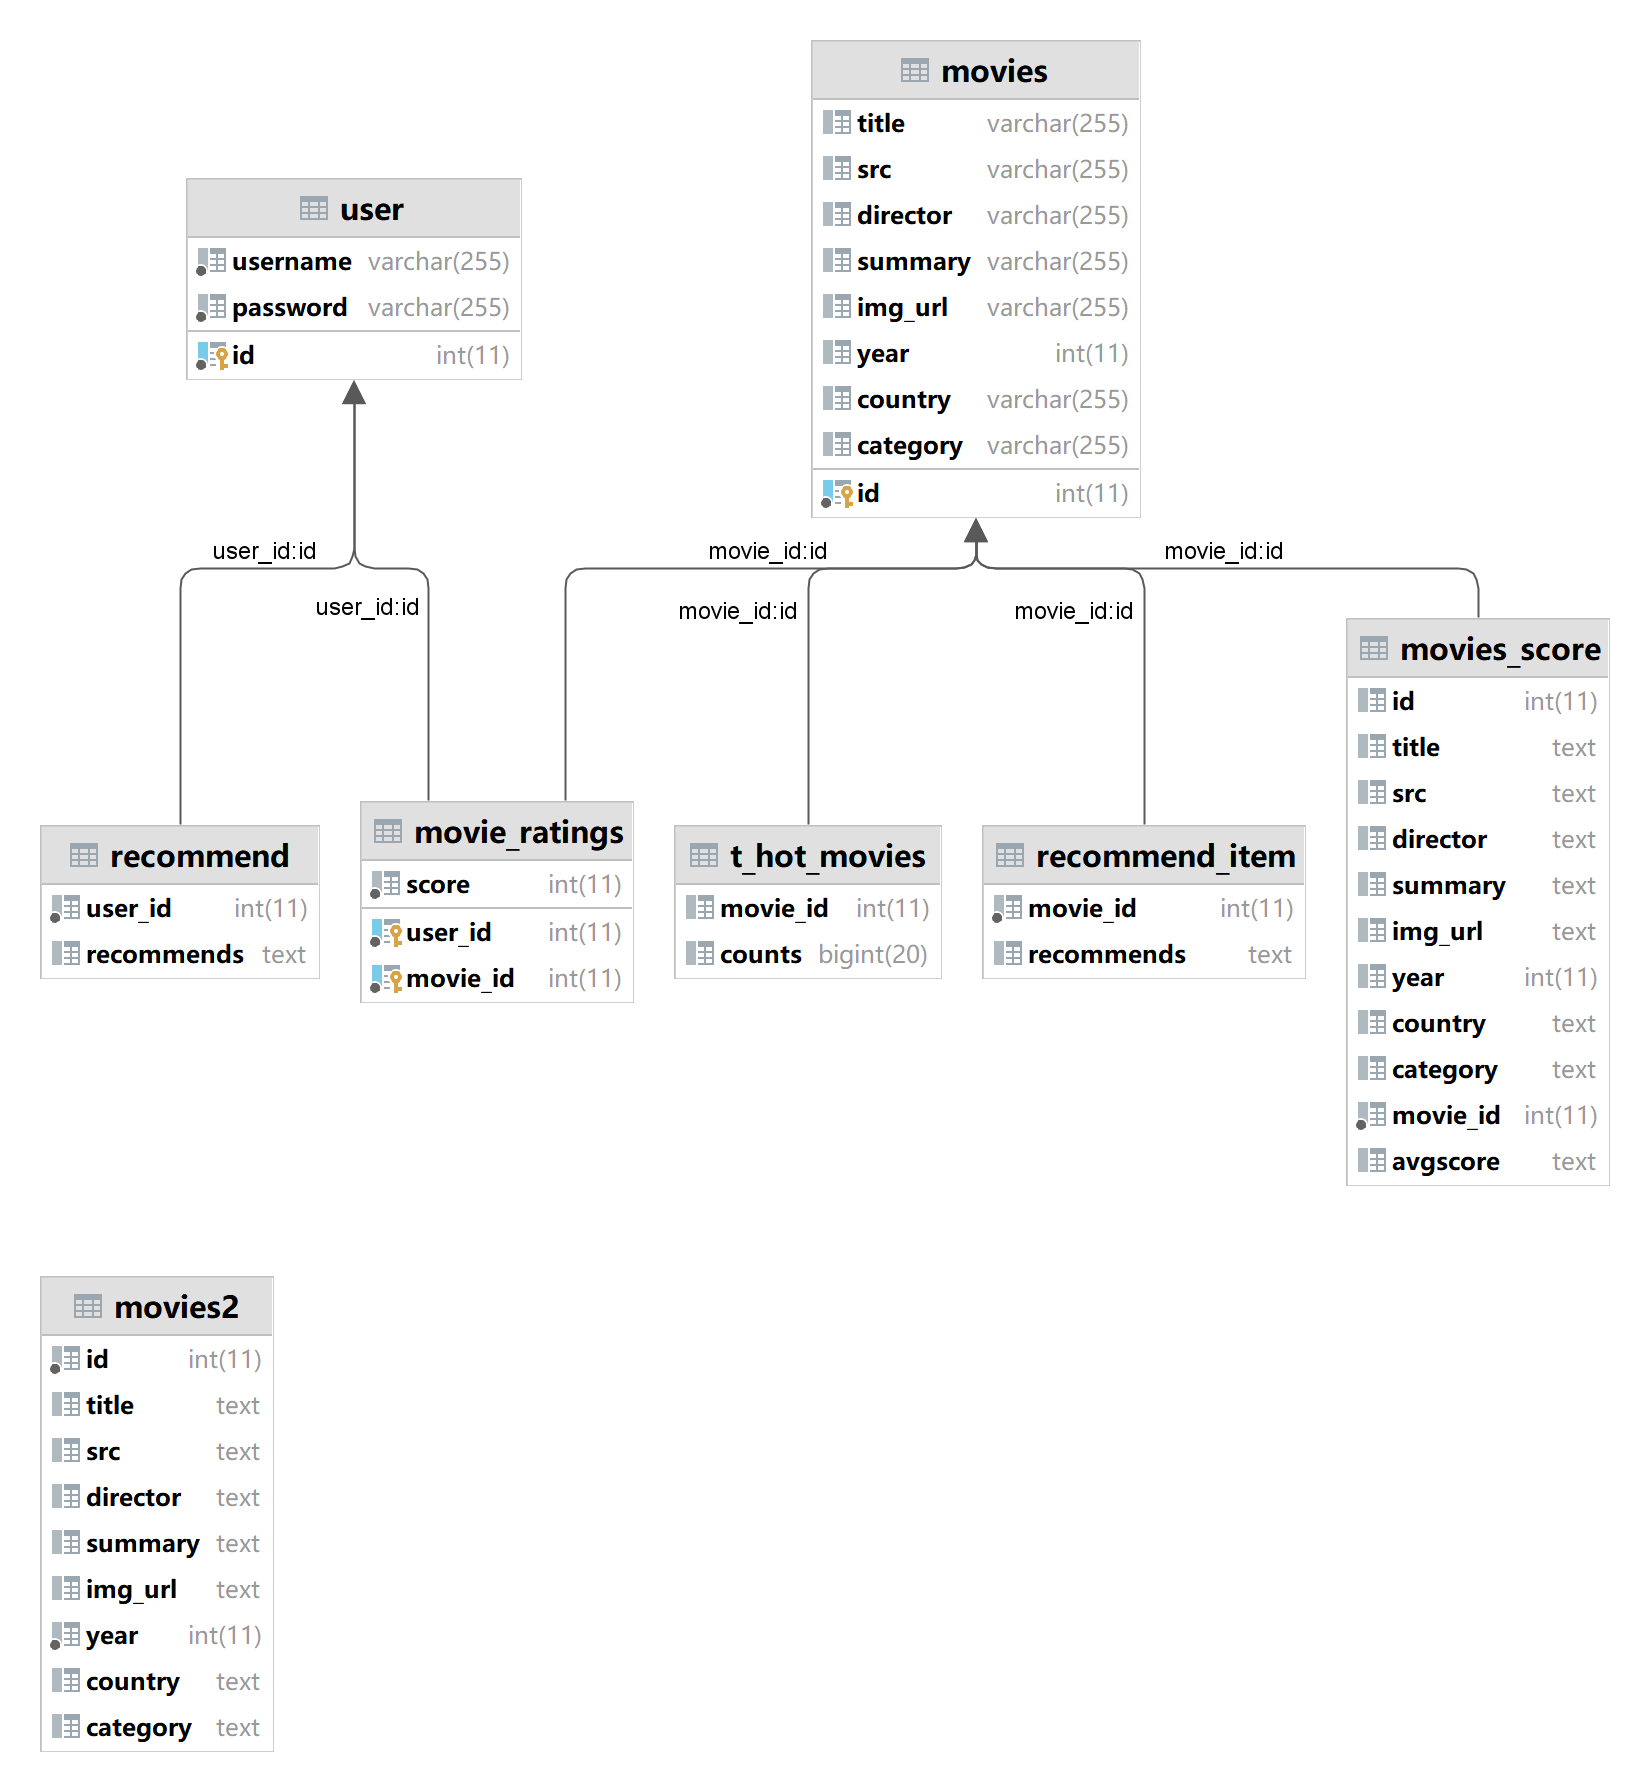 movies
title varchar(255)
src varchar(255)
director varchar(255)
summary varchar(255)
img_url varchar(255)
year int(11)
country varchar(255)
category varchar(255)
id int(11)
user
username varchar(255)
password varchar(255)
id int(11)
user_id:id
user_id:id
movie_id:id
movie_id:id
movie_id:id
movie_id:id
recommend
user_id int(11)
recommends text
movie_ratings
score int(11)
user_id int(11)
movie_id int(11)
t_hot_movies
movie_id int(11)
counts bigint(20)
recommend_item
movie_id int(11)
recommends text
movies_score
id int(11)
title text
src text
director text
summary text
img_url text
year int(11)
country text
category text
movie_id int(11)
avgscore text
movies2
id int(11)
title text
src text
director text
summary text
img_url text
year int(11)
country text
category text